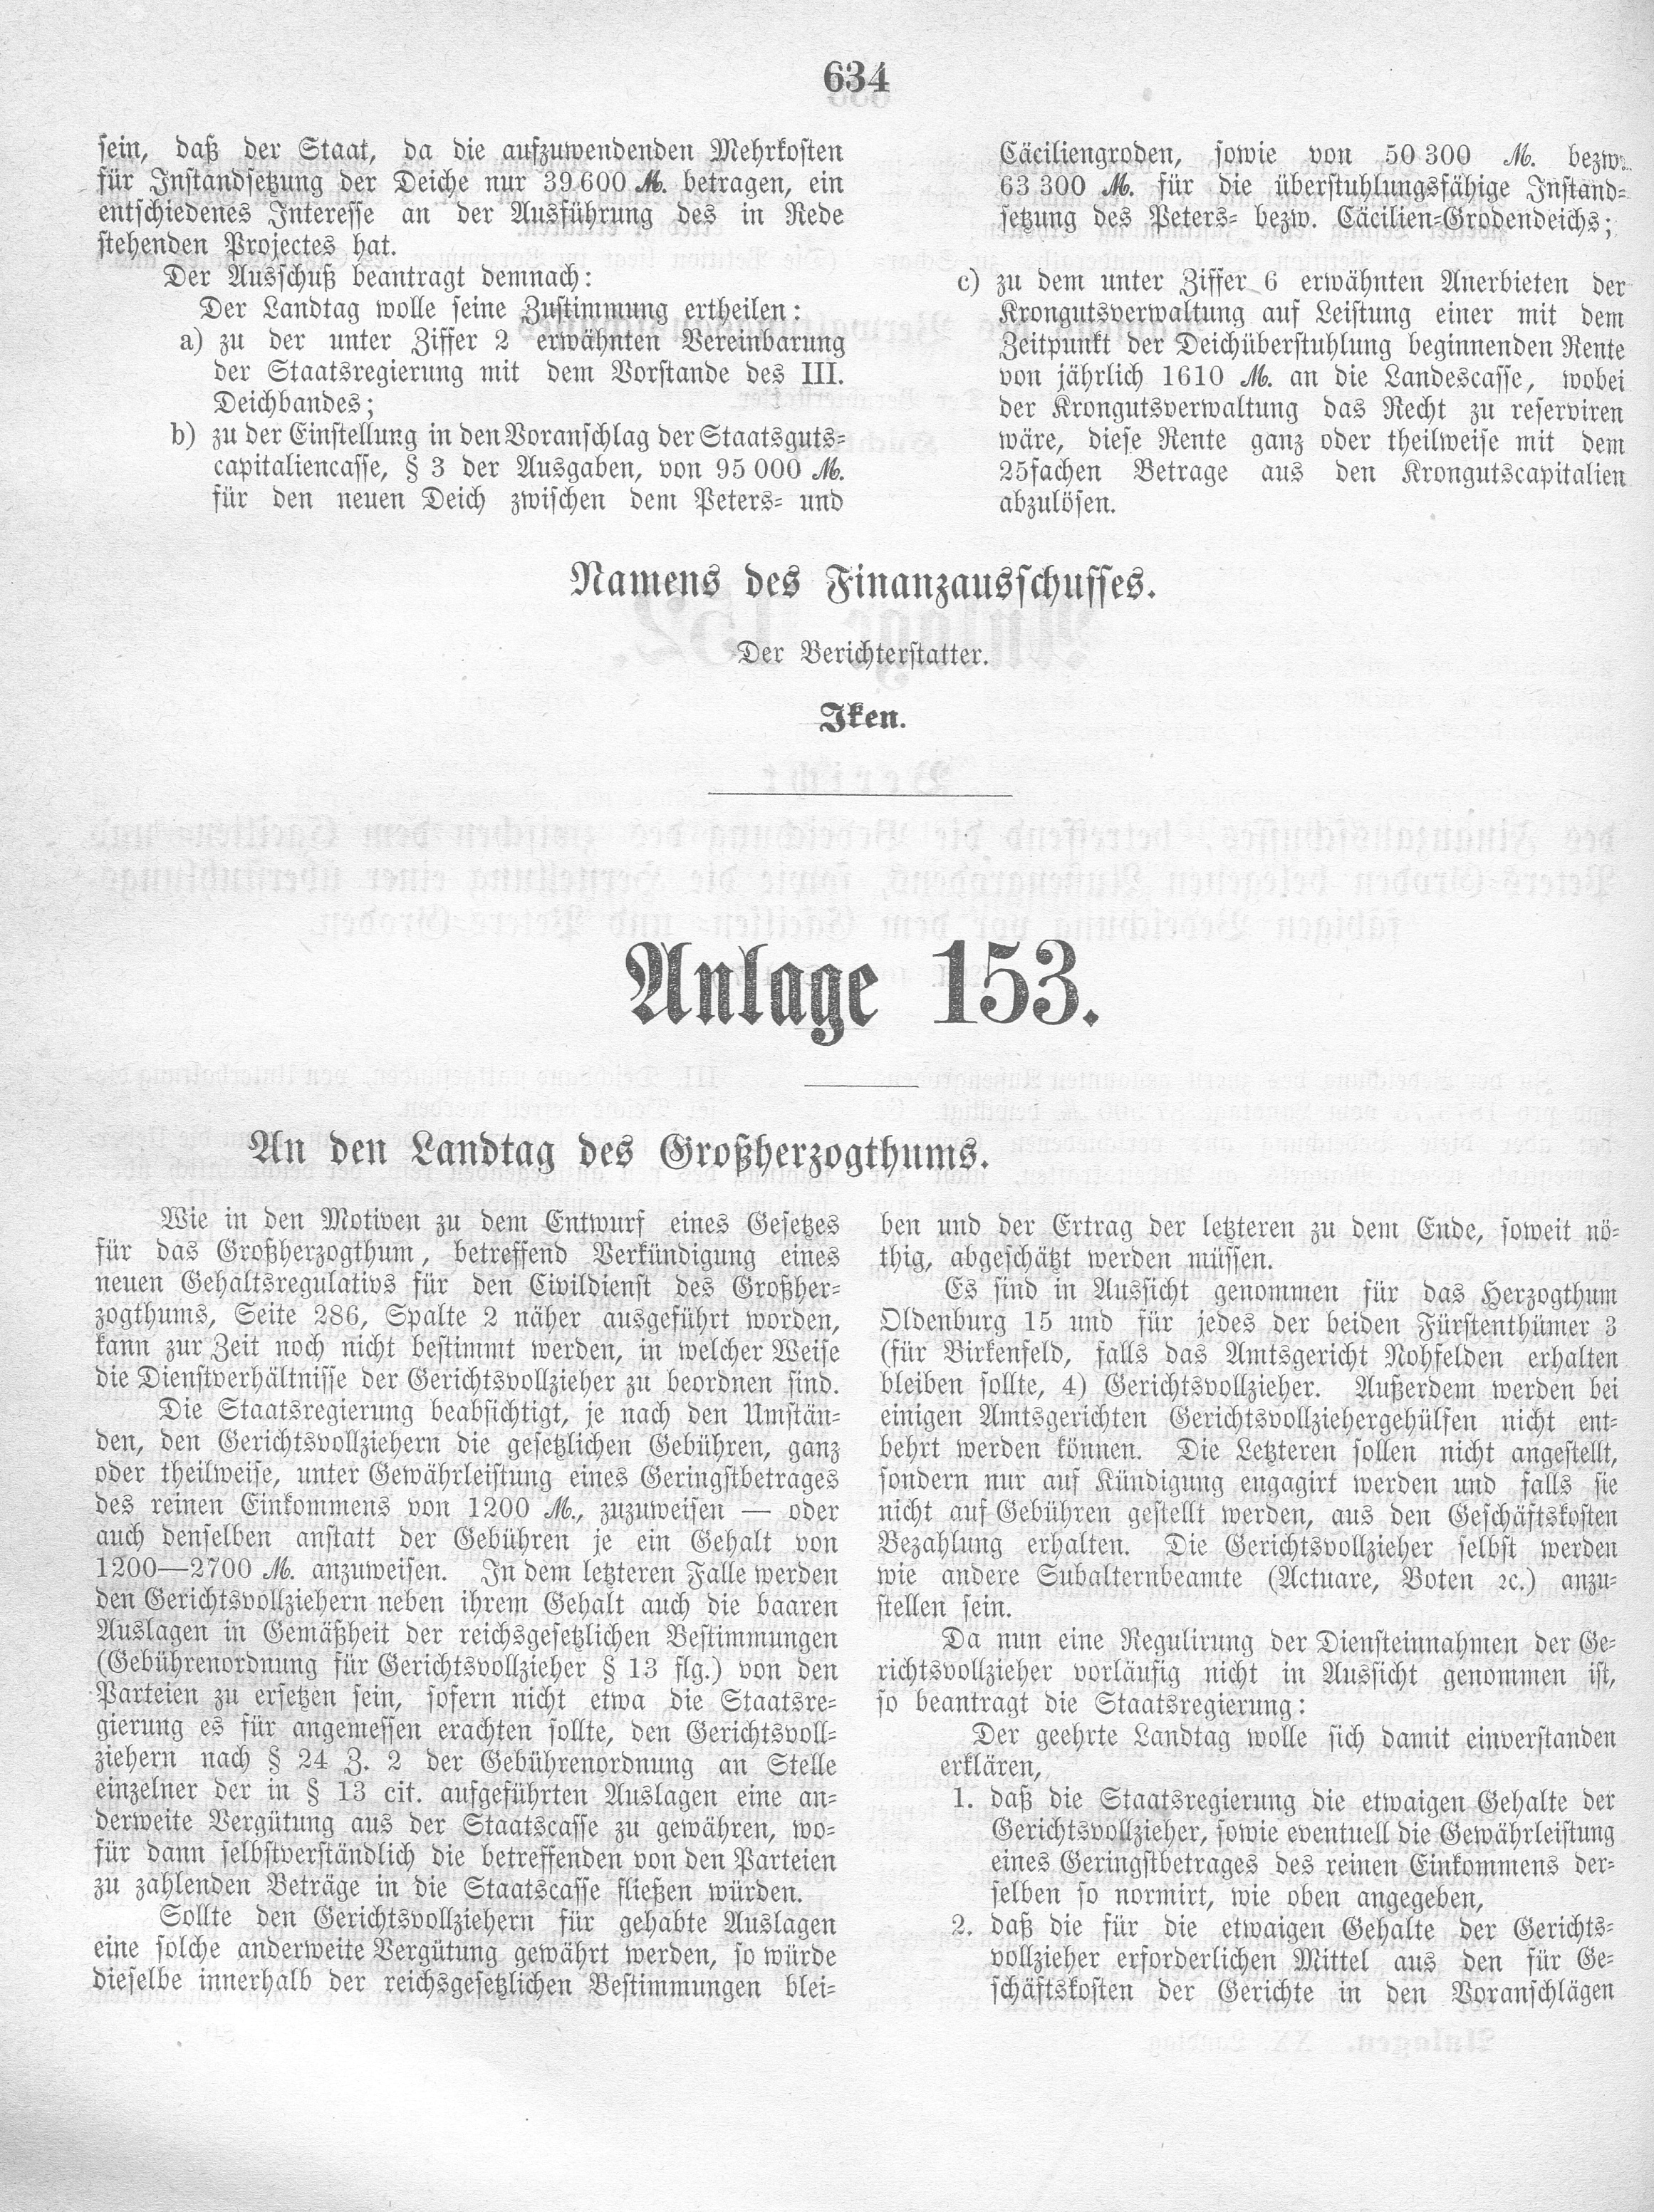 634
sein, daß der Staat, da die aufzuwendenden Mehrkosten
für Instandsetzung der Deiche nur 39 600 M. betragen, ein
entschiedenes Interesse an der Ausführung des in Rede
stehenden Projectes hat.
Der Ausschuß beantragt demnach:
Der Landtag wolle seine Zustimmung ertheilen:
a) zu der unter Ziffer 2 erwähnten Vereinbarung
der Staatsregierung mit dem Vorstande des III.
Deichbandes;
b) zu der Einstellung in den Voranschlag der Staatsguts-
capitaliencasse, § 3 der Ausgaben, von 95 000 M.
für den neuen Deich zwischen dem Peters- und
Cäciliengroden, sowie von 50 300 M. bezw.
63 300 M. für die überstuhlungsfähige Instand-
setzung des Peters- bezw. Cäcilien-Grodendeichs;
c) zu dem unter Ziffer 6 erwähnten Anerbieten der
Krongutsverwaltung auf Leistung einer mit dem
Zeitpunkt der Deichüberstuhlung beginnenden Rente
von jährlich 1610 M. an die Landescasse, wobei
der Krongutsverwaltung das Recht zu reserviren
wäre, diese Rente ganz oder theilweise mit dem
25fachen Betrage aus den Krongutscapitalien
abzulösen.
Namens des Finanzausschusses.
Der Berichterstatter.
Iken.
Anlage 153.
An den Landtag des Großherzogthums.
Wie in den Motiven zu dem Entwurf eines Gesetzes
für das Großherzogthum, betreffend Verkündigung eines
neuen Gehaltsregulativs für den Civildienst des Großher-
zogthums, Seite 286, Spalte 2 näher ausgeführt worden,
kann zur Zeit noch nicht bestimmt werden, in welcher Weise
die Dienstverhältnisse der Gerichtsvollzieher zu beordnen sind.
Die Staatsregierung beabsichtigt, je nach den Umstän-
den, den Gerichtsvollziehern die gesetzlichen Gebühren, ganz
oder theilweise, unter Gewährleistung eines Geringstbetrages
des reinen Einkommens von 1200 M., zuzuweisen — oder
auch denselben anstatt der Gebühren je ein Gehalt von
1200—2700 M. anzuweisen. In dem letzteren Falle werden
den Gerichtsvollziehern neben ihrem Gehalt auch die baaren
Auslagen in Gemäßheit der reichsgesetzlichen Bestimmungen
(Gebührenordnung für Gerichtsvollzieher § 13 flg.) von den
Parteien zu ersetzen sein, sofern nicht etwa die Staatsre-
gierung es für angemessen erachten sollte, den Gerichtsvoll-
ziehern nach § 24 Z. 2 der Gebührenordnung an Stelle
einzelner der in § 13 cit. aufgeführten Auslagen eine an-
derweite Vergütung aus der Staatscasse zu gewähren, wo-
für dann selbstverständlich die betreffenden von den Parteien
zu zahlenden Beträge in die Staatscasse fließen würden.
Sollte den Gerichtsvollziehern für gehabte Auslagen
eine solche anderweite Vergütung gewährt werden, so würde
dieselbe innerhalb der reichsgesetzlichen Bestimmungen blei-
ben und der Ertrag der letzteren zu dem Ende, soweit nö-
thig, abgeschätzt werden müssen.
Es sind in Aussicht genommen für das Herzogthum
Oldenburg 15 und für jedes der beiden Fürstenthümer 3
(für Birkenfeld, falls das Amtsgericht Nohfelden erhalten
bleiben sollte, 4) Gerichtsvollzieher. Außerdem werden bei
einigen Amtsgerichten Gerichtsvollziehergehülfen nicht ent-
behrt werden können. Die Letzteren sollen nicht angestellt,
sondern nur auf Kündigung engagirt werden und falls sie
nicht auf Gebühren gestellt werden, aus den Geschäftskosten
Bezahlung erhalten. Die Gerichtsvollzieher selbst werden
wie andere Subalternbeamte (Actuare, Boten ꝛc.) anzu-
stellen sein.
Da nun eine Regulirung der Diensteinnahmen der Ge-
richtsvollzieher vorläufig nicht in Aussicht genommen ist,
so beantragt die Staatsregierung:
Der geehrte Landtag wolle sich damit einverstanden
erklären,
1. daß die Staatsregierung die etwaigen Gehalte der
Gerichtsvollzieher, sowie eventuell die Gewährleistung
eines Geringstbetrages des reinen Einkommens der-
selben so normirt, wie oben angegeben,
2. daß die für die etwaigen Gehalte der Gerichts-
vollzieher erforderlichen Mittel aus den für Ge-
schäftskosten der Gerichte in den Voranschlägen